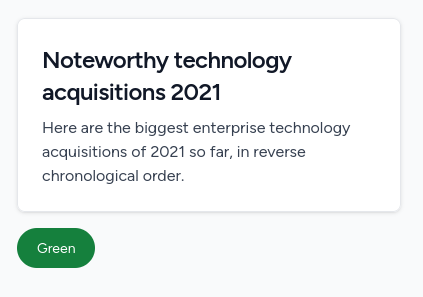 Noteworthy technology
acquisitions 2021
Here are the biggest enterprise technology
acquisitions of 2021 so far, in reverse
chronological order.
Green